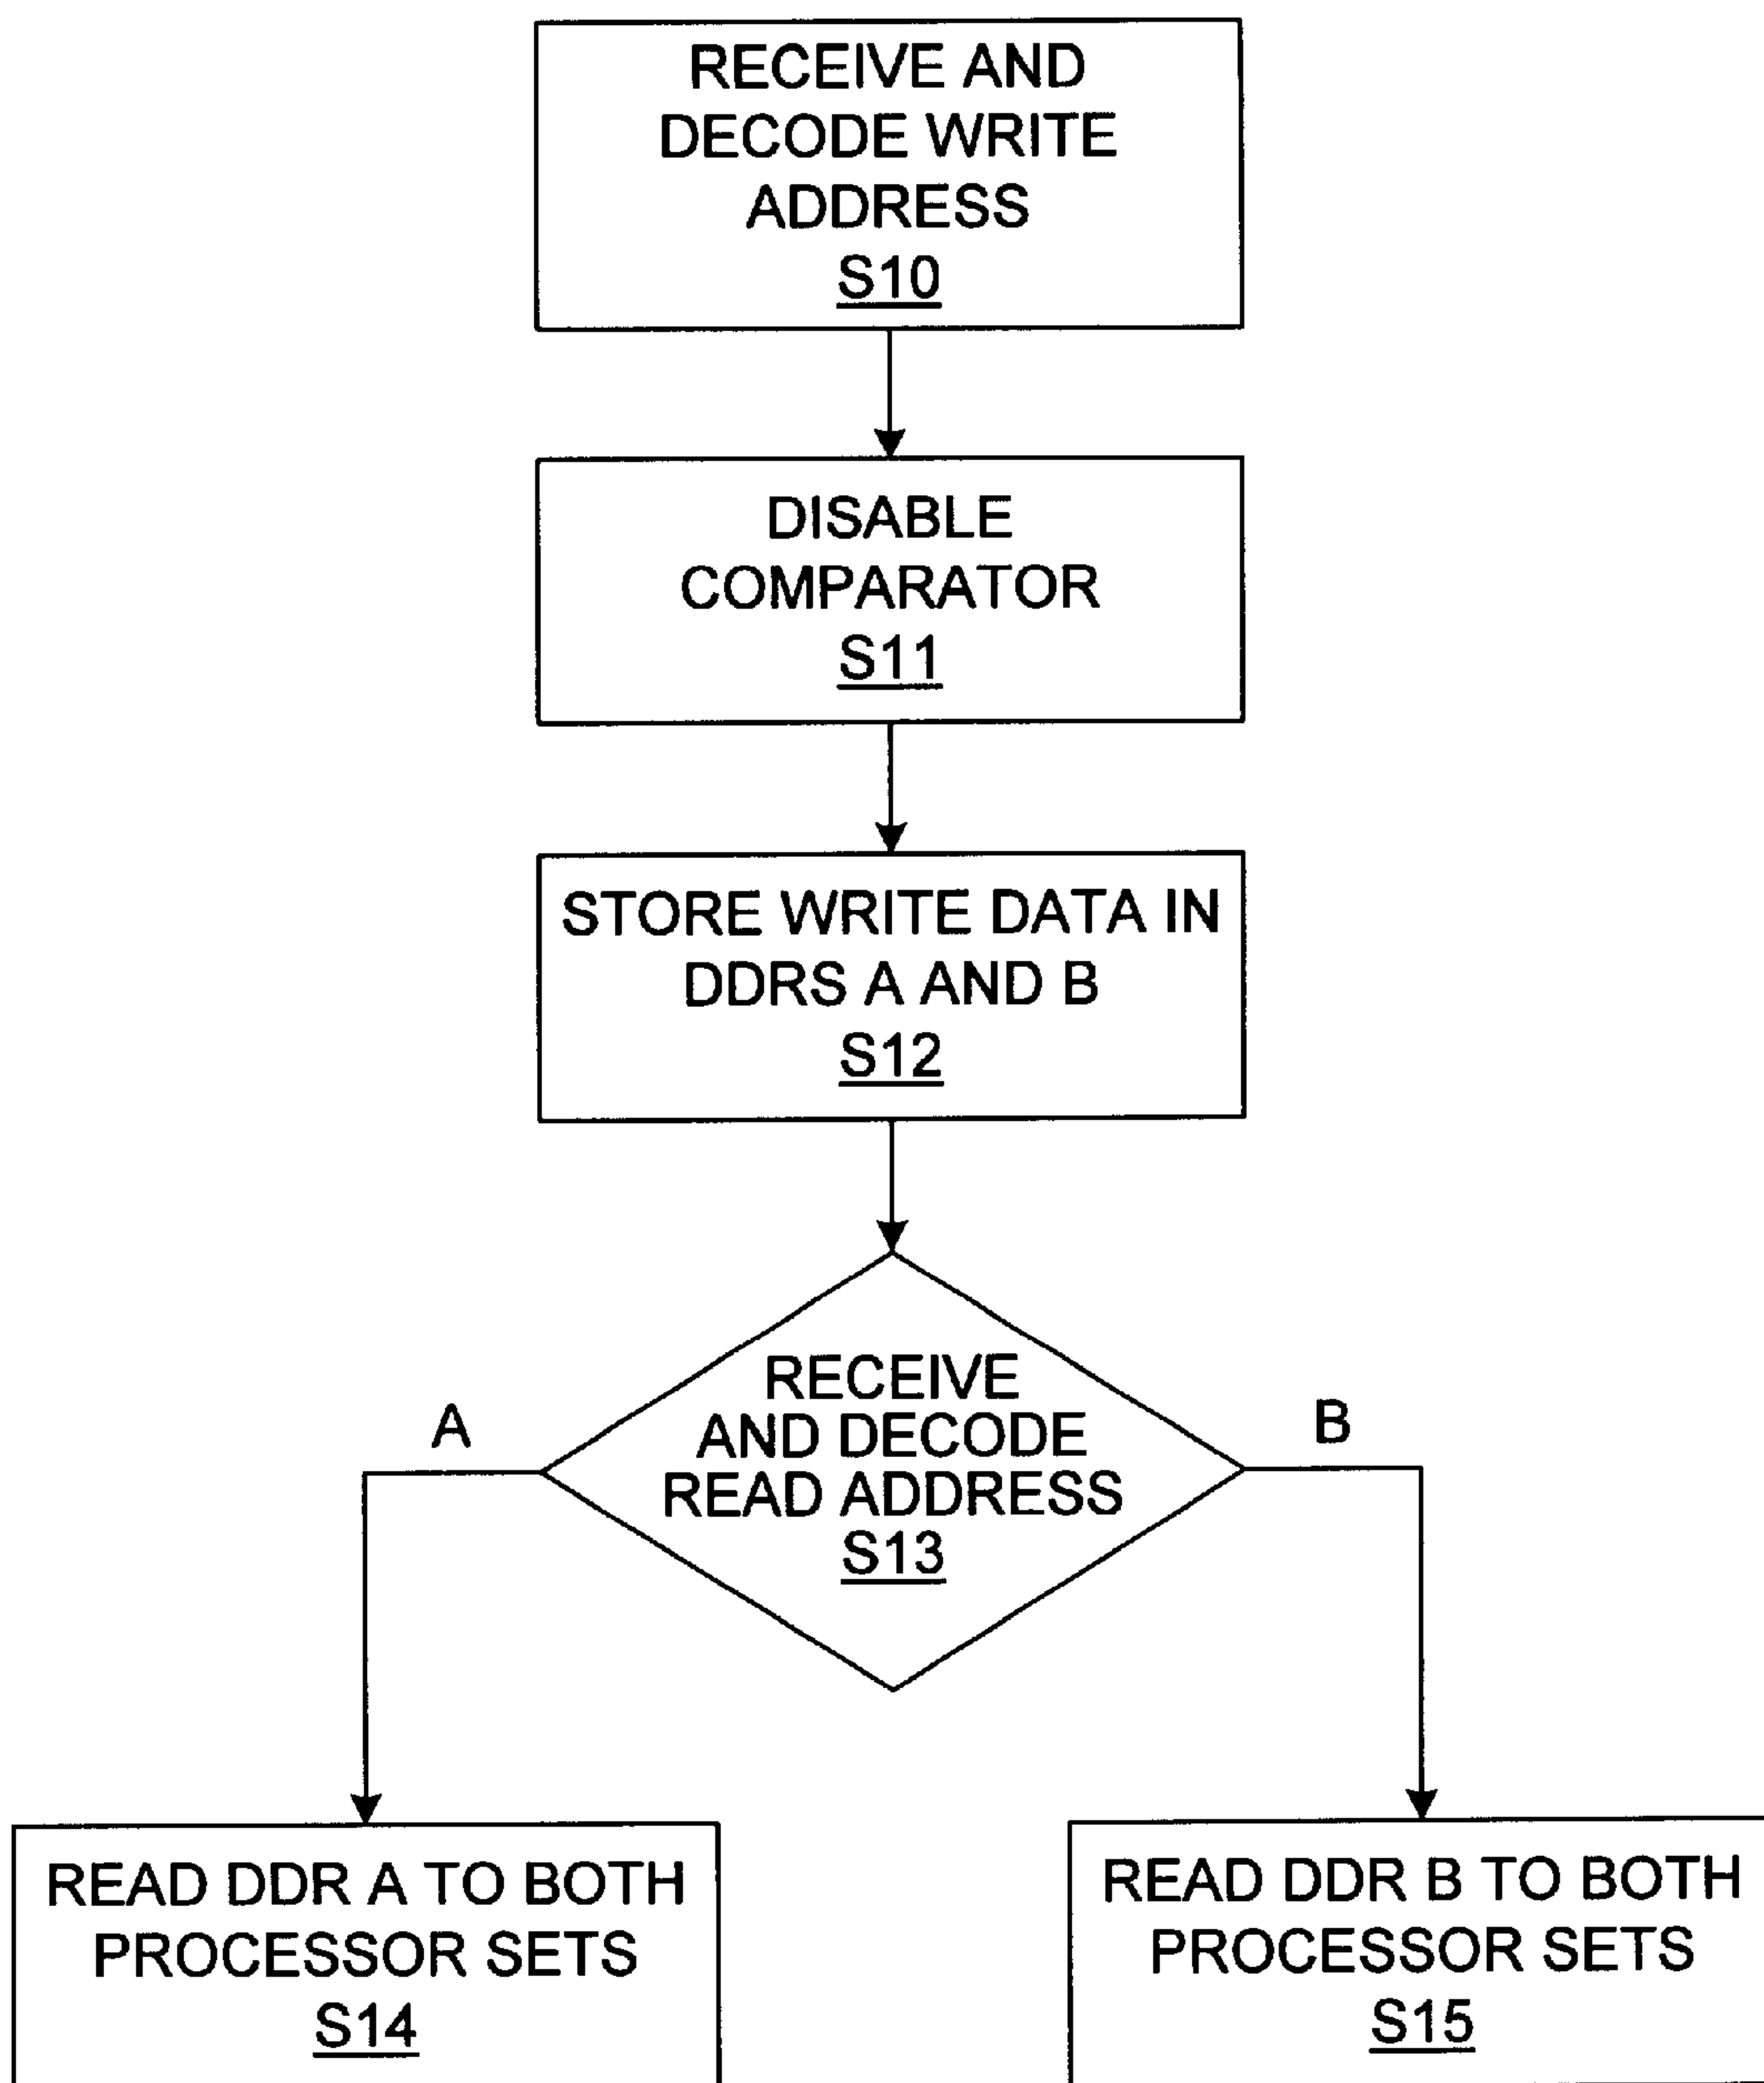 RECEIVE AND
DECODE WRITE
ADDRESS
S10
DISABLE
COMPARATOR
S11
STORE WRITE DATA IN
DDRS A AND B
S12
RECEIVE
AND DECODE
READ ADDRESS
S13
A
B
READ DDR A TO BOTH
PROCESSOR SETS
S14
READ DDR B TO BOTH
PROCESSOR SETS
S15